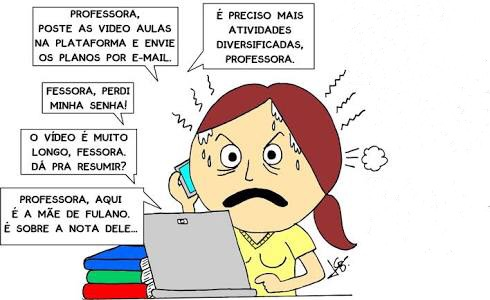 PROFESSORA,
POSTE AS VIDEO AULAS
NA PLATAFORMA E ENVIE
OS PLANOS POR E-MAIL.
É PRECISO MAIS
ATIVIDADES
DIVERSIFICADAS,
PROFESSORA.
FESSORA, PERDI
MINHA SENHA!
O VÍDEO É MUITO
LONGO, FESSORA.
DÁ PRA RESUMIR?
PROFESSORA, AQUI
É A MÃE DE FULANO.
É SOBRE A NOTA DELE...